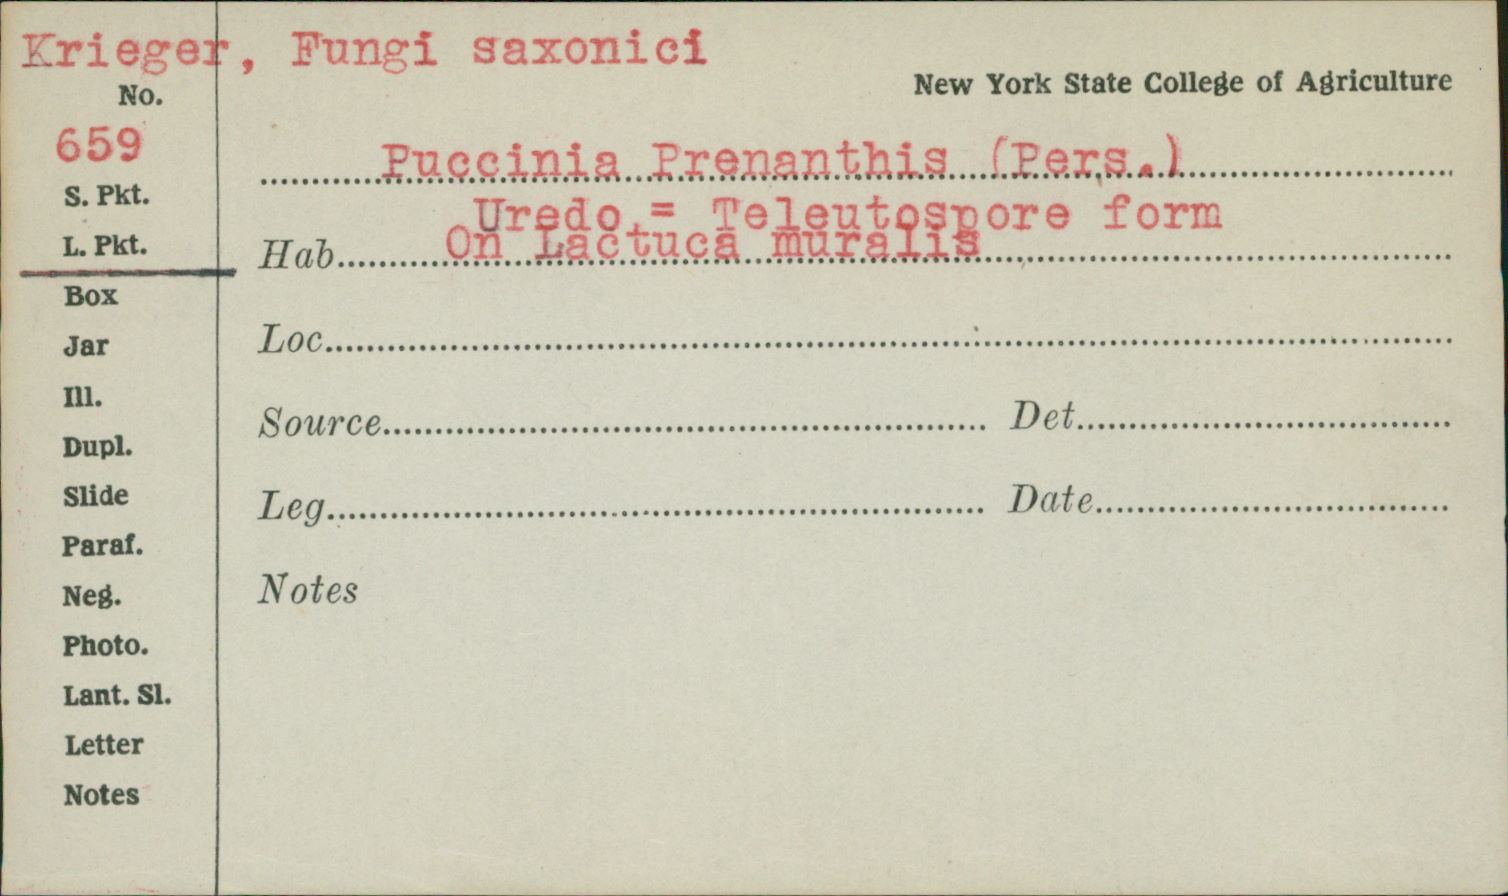 Krieger, Fungi saxonici
New York State College of Agriculture
No.
659
Puccinia Prenanthis (Pers.)
Uredo = Teleutospore form
S. Pkt.
L. Pkt.
Hab. On Lactuca muralis
Box
Jar
Loc.
Ill.
Source Det.
Dupl.
Slide
Leg. Date
Paraf.
Neg.
Notes
Photo.
Lant. Sl.
Letter
Notes